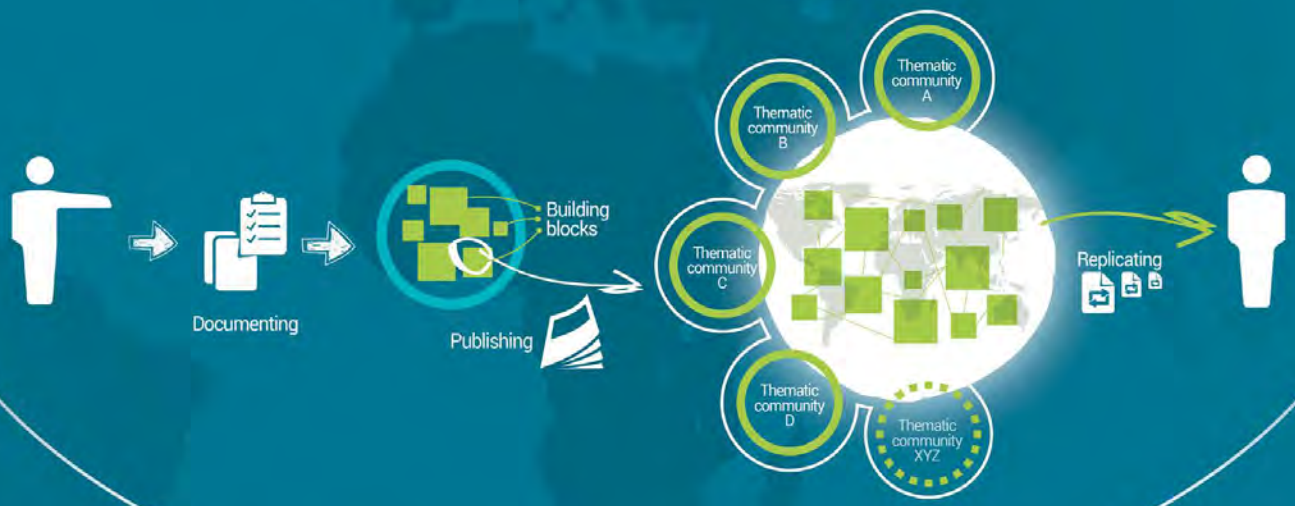 Documenting
Building
blocks
Publishing
Thematic
community
A
Thematic
community
B
Thematic
community
C
Thematic
community
D
Thematic
community
XYZ
Replicating